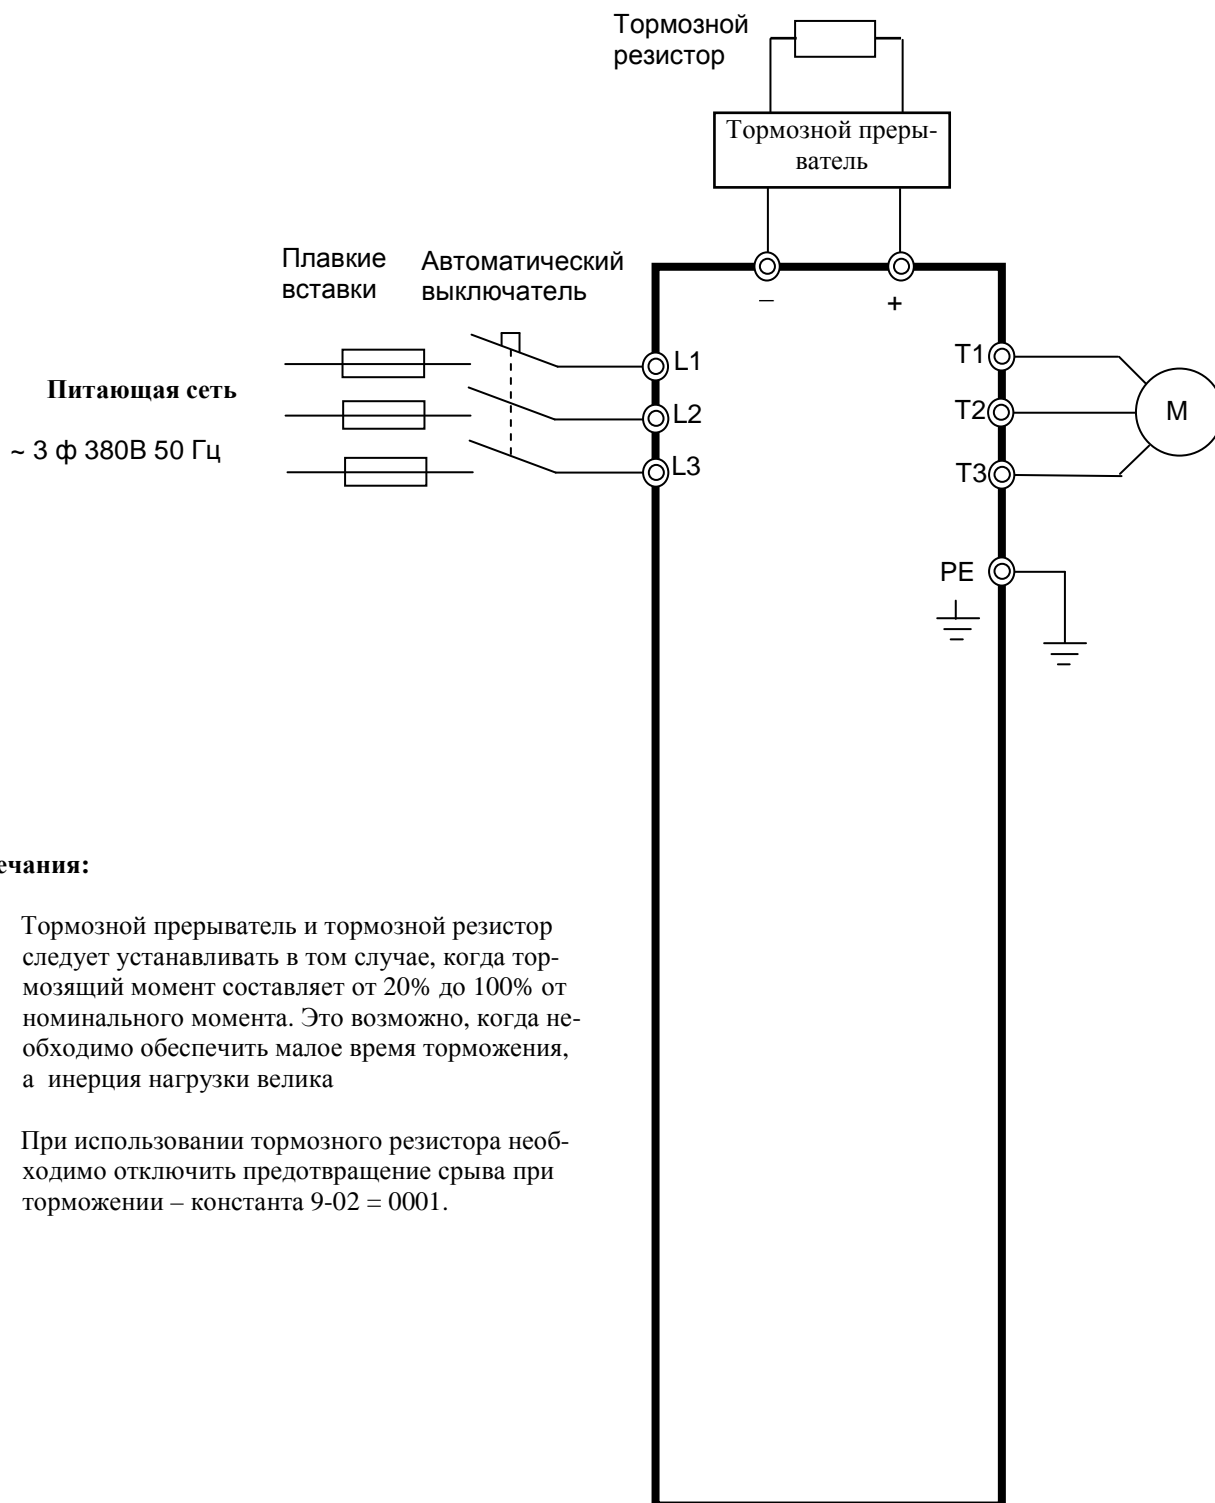 Тормозной
резистор
Тормозной преры-
ватель
Плавкие
вставки
Автоматический
выключатель
–
+
L1
T1
Питающая сеть
L2
T2
M
~ 3 ф 380В 50 Гц
L3
T3
PE
ечания:
Тормозной прерыватель и тормозной резистор
следует устанавливать в том случае, когда тор-
мозящий момент составляет от 20% до 100% от
номинального момента. Это возможно, когда не-
обходимо обеспечить малое время торможения,
а  инерция нагрузки велика
При использовании тормозного резистора необ-
ходимо отключить предотвращение срыва при
торможении – константа 9-02 = 0001.